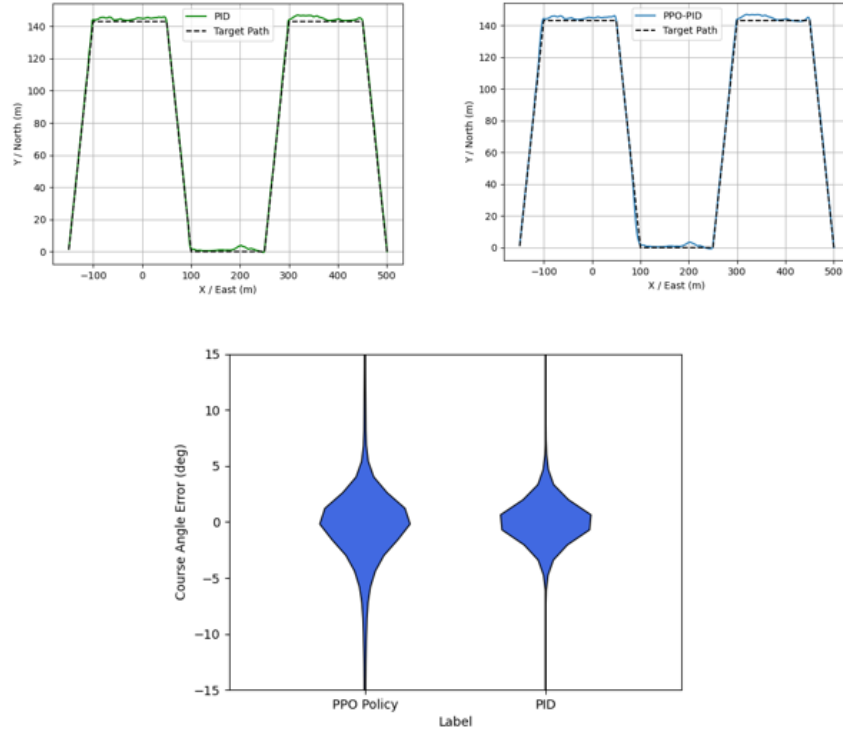 PID
Target Path
140
120
100
80
60
40
20
0
Y / North (m)
−100 0 100 200 300 400 500
X / East (m)
PPO-PID
Target Path
140
120
100
80
60
40
20
0
Y / North (m)
−100 0 100 200 300 400 500
X / East (m)
15
10
5
0
−5
−10
−15
Course Angle Error (deg)
PPO Policy PID
Label